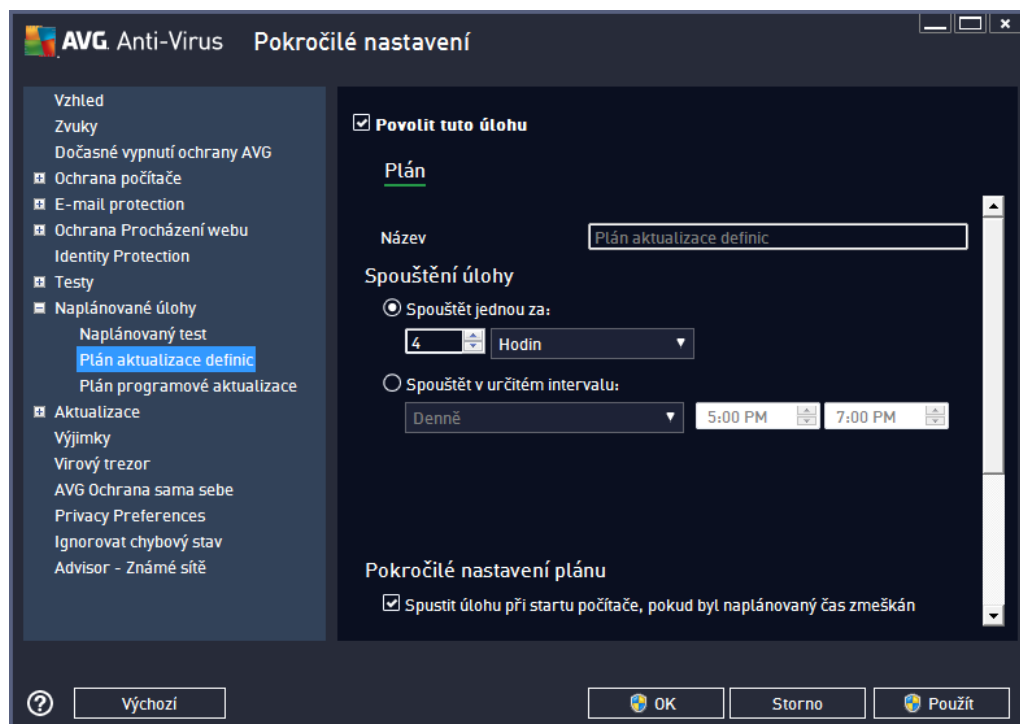 AVG. Anti-Virus Pokročilé nastavení
Vzhled
Zvuky
Dočasné vypnutí ochrany AVG
Ochrana počítače
E-mail protection
Ochrana Procházení webu
Identity Protection
Testy
Naplánované úlohy
Naplánovaný test
Plán aktualizace definic
Plán programové aktualizace
Aktualizace
Výjimky
Virový trezor
AVG Ochrana sama sebe
Privacy Preferences
Ignorovat chybový stav
Advisor - Známé sítě
Povolit tuto úlohu
Plán
Název Plán aktualizace definic
Spouštění úlohy
Spouštět jednou za:
4 Hodin
Spouštět v určitém intervalu:
Denně 5:00 PM 7:00 PM
Pokročilé nastavení plánu
Spustit úlohu při startu počítače, pokud byl naplánovaný čas zmeškán
? Výchozí OK Storno Použít